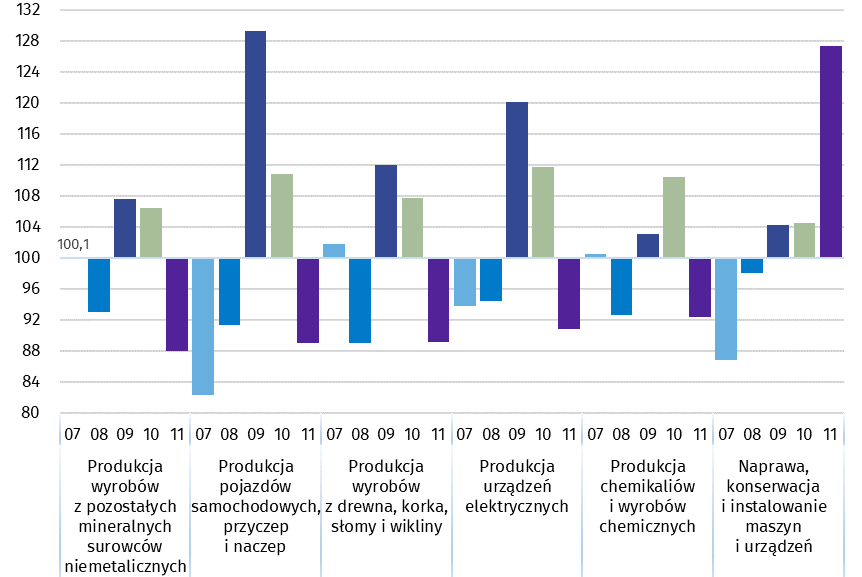 132
128
124
120
116
112
108
104
100,1
100
96
92
88
84
80
07 08 09 10 11 07 08 09 10 11 07 08 09 10 11 07 08 09 10 11 07 08 09 10 11 07 08 09 10 11
Produkcja
wyrobów
z pozostałych
mineralnych
surowców
niemetalicznych
Produkcja
pojazdów
samochodowych,
przyczep
i naczep
Produkcja
wyrobów
z drewna, korka,
słomy i wikliny
Produkcja
urządzeń
elektrycznych
Produkcja
chemikaliów
i wyrobów
chemicznych
Naprawa,
konserwacja
i instalowanie
maszyn
i urządzeń